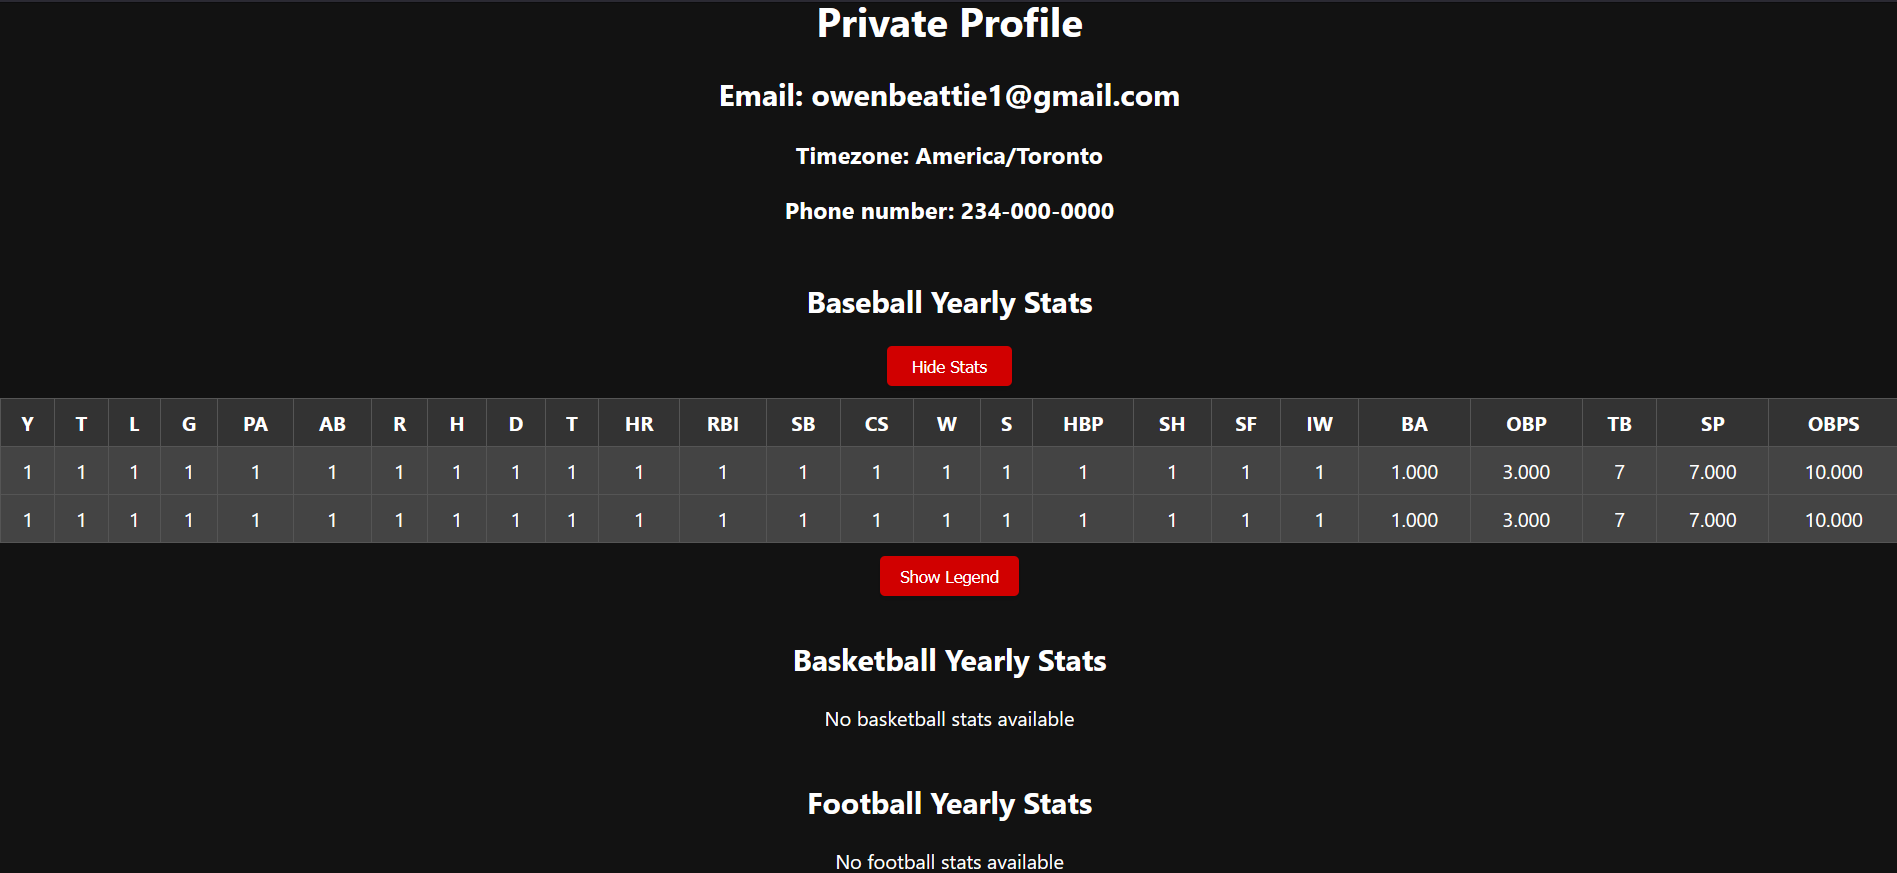 Private Profile
Email: owenbeattie1@gmail.com
Timezone: America/Toronto
Phone number: 234-000-0000
Baseball Yearly Stats
Hide Stats
Y T L G PA AB R H D T HR RBI SB CS W S HBP SH SF IW BA OBP TB SP OBPS
1 1 1 1 1 1 1 1 1 1 1 1 1 1 1 1 1 1 1 1 1.000 3.000 7 7.000 10.000
1 1 1 1 1 1 1 1 1 1 1 1 1 1 1 1 1 1 1 1 1.000 3.000 7 7.000 10.000
Show Legend
Basketball Yearly Stats
No basketball stats available
Football Yearly Stats
No football stats available